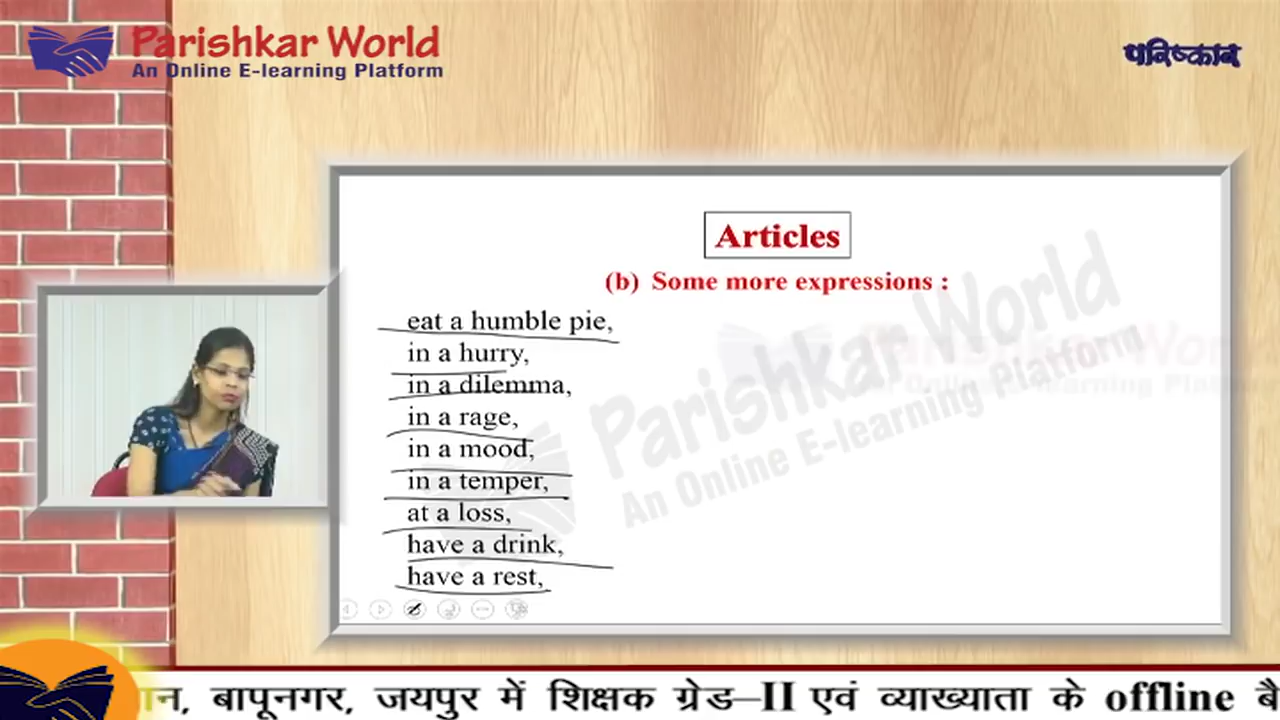 Parishkar World
An Online E-learning Platform
परिष्कार
Articles
(b) Some more expressions :
eat a humble pie,
in a hurry,
in a dilemma,
in a rage,
in a mood,
in a temper,
at a loss,
have a drink,
have a rest,
Parishkar World
An Online E-learning Platform
बापूनगर, जयपुर में शिक्षक ग्रेड–II एवं व्याख्याता के offline